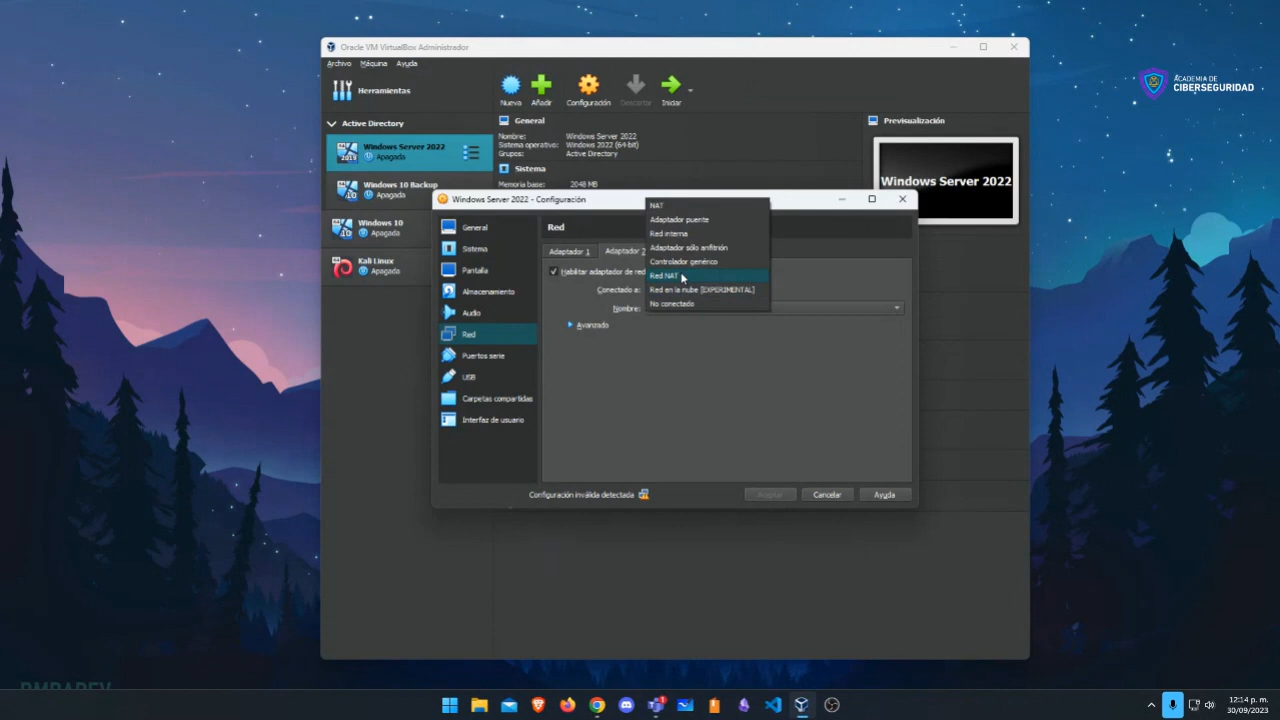 Oracle VM VirtualBox Administrador
Archivo Máquina Ayuda
Herramientas
Nueva Añadir Configuración Descartar Iniciar
ACADEMIA DE
CIBERSEGURIDAD
Active Directory
Windows Server 2022
Apagada
Windows 10 Backup
Apagada
Windows 10
Apagada
Kali Linux
Apagada
General
Nombre: Windows Server 2022
Sistema operativo: Windows 2022 (64-bit)
Grupos: Active Directory
Sistema
Memoria base: 2048 MB
Previsualización
Windows Server 2022
Windows Server 2022 - Configuración
General
Sistema
Pantalla
Almacenamiento
Audio
Red
Puertos serie
USB
Carpetas compartidas
Interfaz de usuario
Red
Adaptador 1 Adaptador 2
Habilitar adaptador de red
Conectado a:
Nombre:
Avanzado
NAT
Adaptador puente
Red interna
Adaptador sólo anfitrión
Controlador genérico
Red NAT
Red en la nube [EXPERIMENTAL]
No conectado
Configuración inválida detectada
Aceptar Cancelar Ayuda
12:14 p. m.
30/09/2023